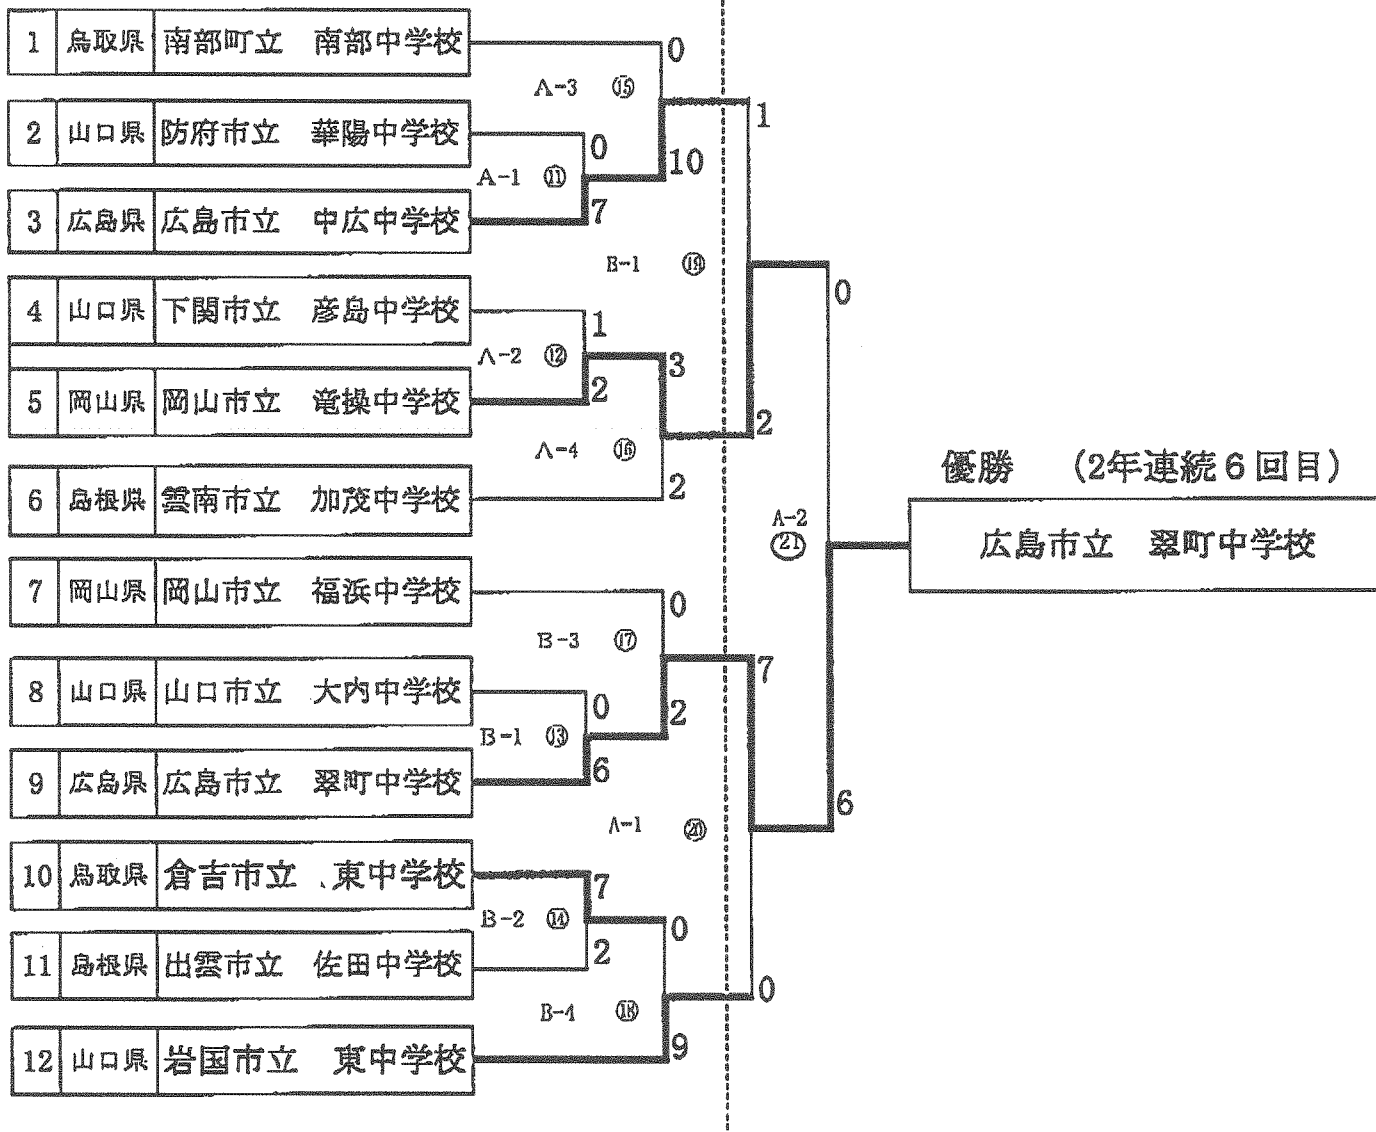 1 鳥取県 南部町立 南部中学校
0
A-3 ⑮
1
2 山口県 防府市立 華陽中学校
0
10
A-1 ⑪
3 広島県 広島市立 中広中学校
7
B-1 ⑲
4 山口県 下関市立 彦島中学校
0
1
A-2 ⑫
3
5 岡山県 岡山市立 竜操中学校
2
2
A-4 ⑯
優勝 （2年連続６回目）
6 島根県 雲南市立 加茂中学校
2
A-2
㉑
広島市立 翠町中学校
7 岡山県 岡山市立 福浜中学校
0
B-3 ⑰
7
8 山口県 山口市立 大内中学校
0
2
B-1 ⑬
9 広島県 広島市立 翠町中学校
6
6
A-1 ⑳
10 鳥取県 倉吉市立 東中学校
7
B-2 ⑭
0
11 島根県 出雲市立 佐田中学校
2
0
B-4 ⑱
12 山口県 岩国市立 東中学校
9